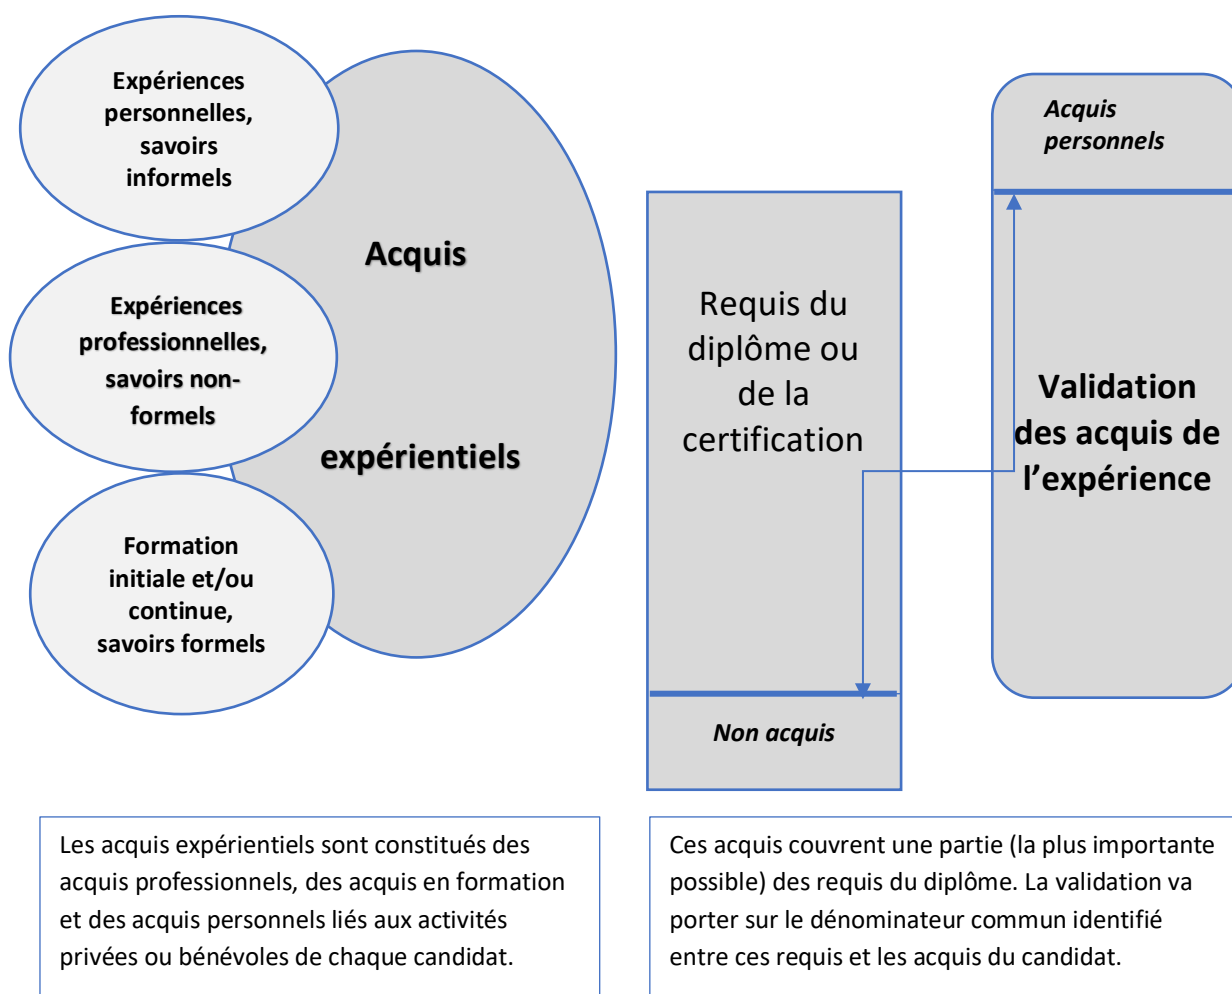 Expériences
personnelles,
savoirs
informels
Expériences
professionnelles,
savoirs non-
formels
Formation
initiale et/ou
continue,
savoirs formels
Acquis
expérientiels
Requis du
diplôme ou
de la
certification
Non acquis
Acquis
personnels
Validation
des acquis de
l’expérience
Les acquis expérientiels sont constitués des
acquis professionnels, des acquis en formation
et des acquis personnels liés aux activités
privées ou bénévoles de chaque candidat.
Ces acquis couvrent une partie (la plus importante
possible) des requis du diplôme. La validation va
porter sur le dénominateur commun identifié
entre ces requis et les acquis du candidat.